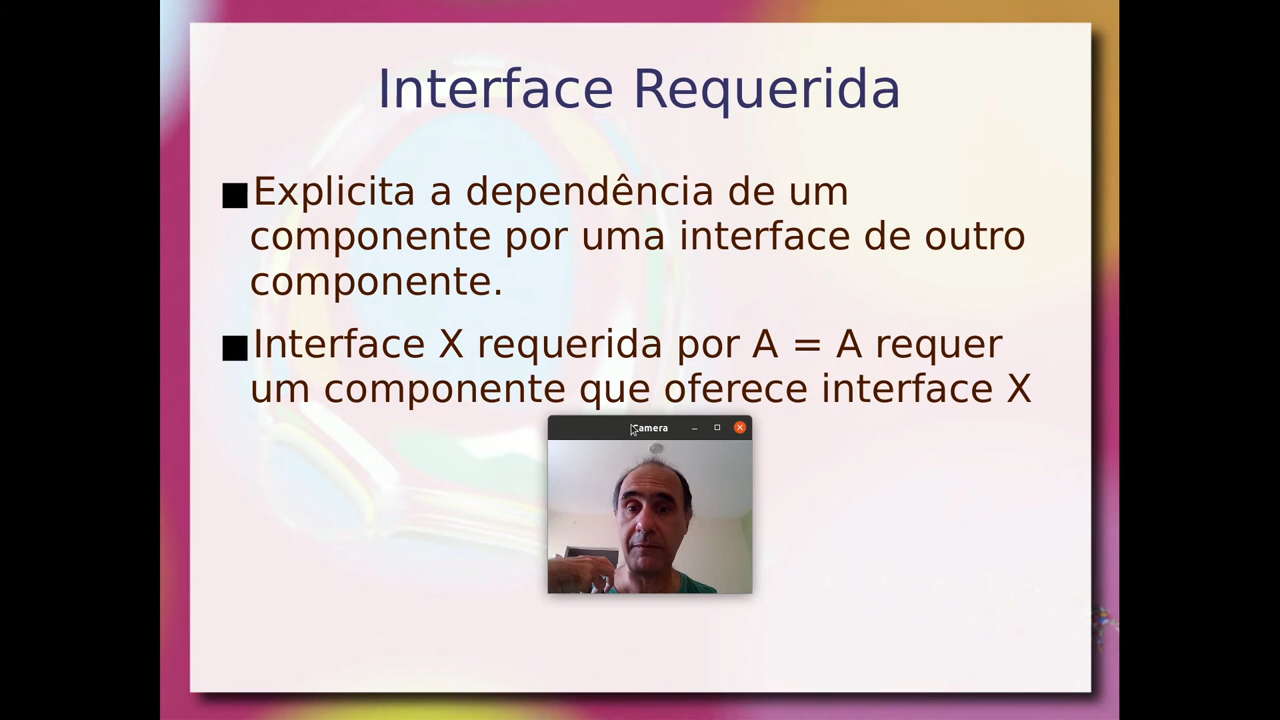 Interface Requerida
Explicita a dependência de um
componente por uma interface de outro
componente.
Interface X requerida por A = A requer
um componente que oferece interface X
Camera